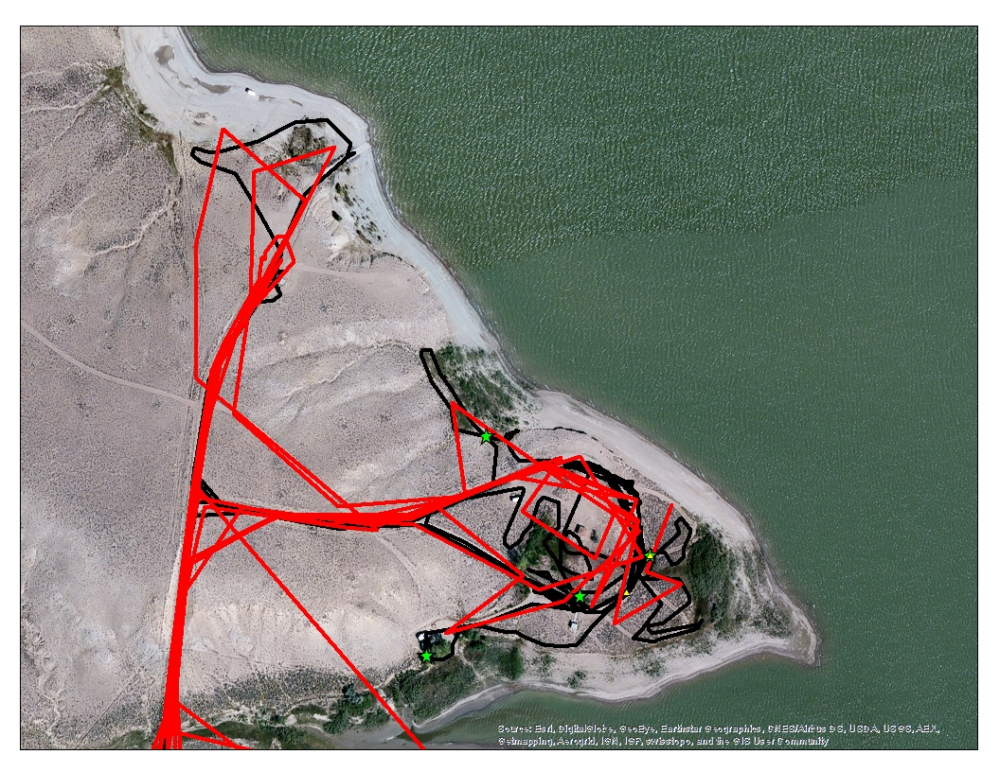 Source: Esri, DigitalGlobe, GeoEye, Earthstar Geographics, CNES/Airbus DS, USDA, USGS, AEX,
Getmapping, Aerogrid, IGN, IGP, swisstopo, and the GIS User Community